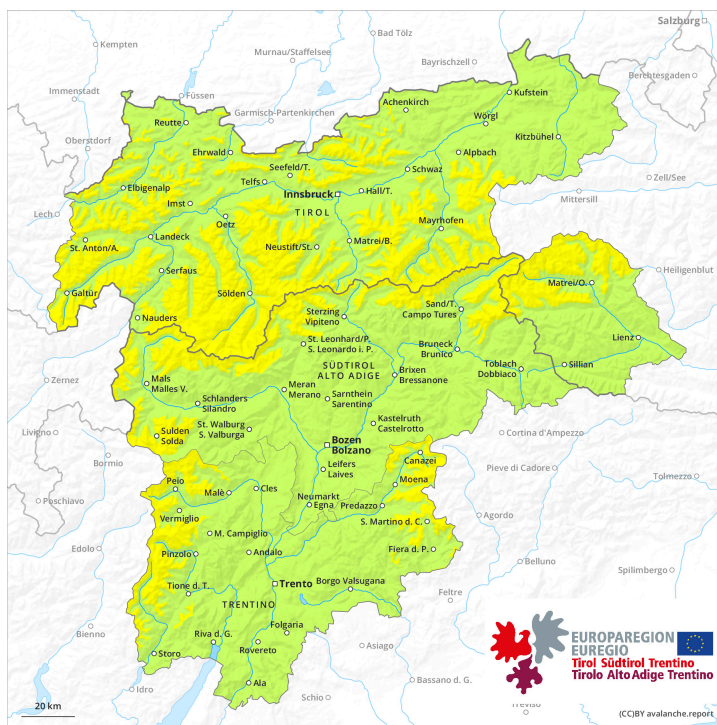 Salzburg
Kempten
Bad Tölz
Murnau/Staffelsee
Bayrischzell
Berchtesgaden
Immenstadt
Füssen
Garmisch-Partenkirchen
Achenkirch
Kufstein
Reutte
Wörgl
Kitzbühel
Oberstdorf
Ehrwald
Seefeld/T.
Alpbach
Schwaz
Zell/See
Elbigenalp
Telfs
Innsbruck
Hall/T.
Mittersill
Lech
Imst
TIROL
Oetz
Mayrhofen
St. Anton/A.
Landeck
Neustift/St.
Matrei/B.
Serfaus
Heiligenblut
Galtür
Sölden
Matrei/O.
Nauders
Sterzing
Vipiteno
Sand/T.
Campo Tures
St. Leonhard/P.
S. Leonardo i. P.
Bruneck
Brunico
Lienz
SÜDTIROL
ALTO ADIGE
Brixen
Bressanone
Toblach
Dobbiaco
Sillian
Zernez
Mals
Malles V.
Meran
Merano
Schlanders
Silandro
Sarnthein
Sarentino
Kastelruth
Castelrotto
St. Walburg
S. Valburga
Livigno
Sulden
Solda
Bozen
Bolzano
Cortina d'Ampezzo
Bormio
Leifers
Laives
Canazei
Pieve di Cadore
Tolmezzo
Poschiavo
Peio
Malè
Cles
Neumarkt
Egna
Moena
Predazzo
Vermiglio
S. Martino d. C.
Agordo
M. Campiglio
Edolo
Pinzolo
Andalo
Fiera d. P.
Belluno
Spilimbergo
Tione d. T.
Trento
Borgo Valsugana
Feltre
TRENTINO
Bienno
Riva d. G.
Folgaria
Storo
Rovereto
Asiago
Idro
Ala
Schio
Bassano d. G.
Treviso
EUROPAREGION
EUREGIO
Tirol Südtirol Trentino
Tirolo Alto Adige Trentino
20 km
(CC)BY avalanche.report